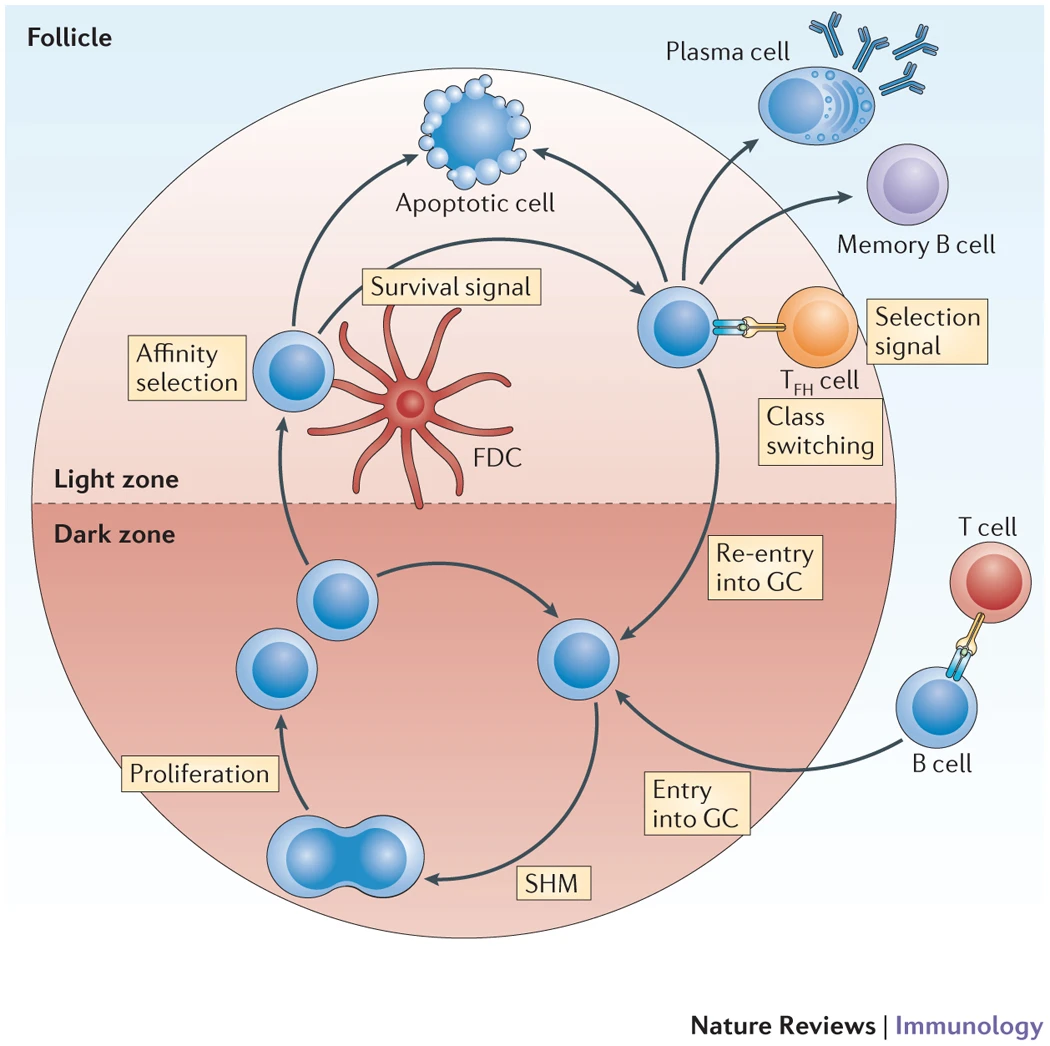 Follicle
Plasma cell
Apoptotic cell
Memory B cell
Survival signal
Affinity
selection
Selection
signal
TFH cell
Class
switching
FDC
Light zone
Dark zone
T cell
Re-entry
into GC
B cell
Proliferation
Entry
into GC
SHM
Nature Reviews | Immunology